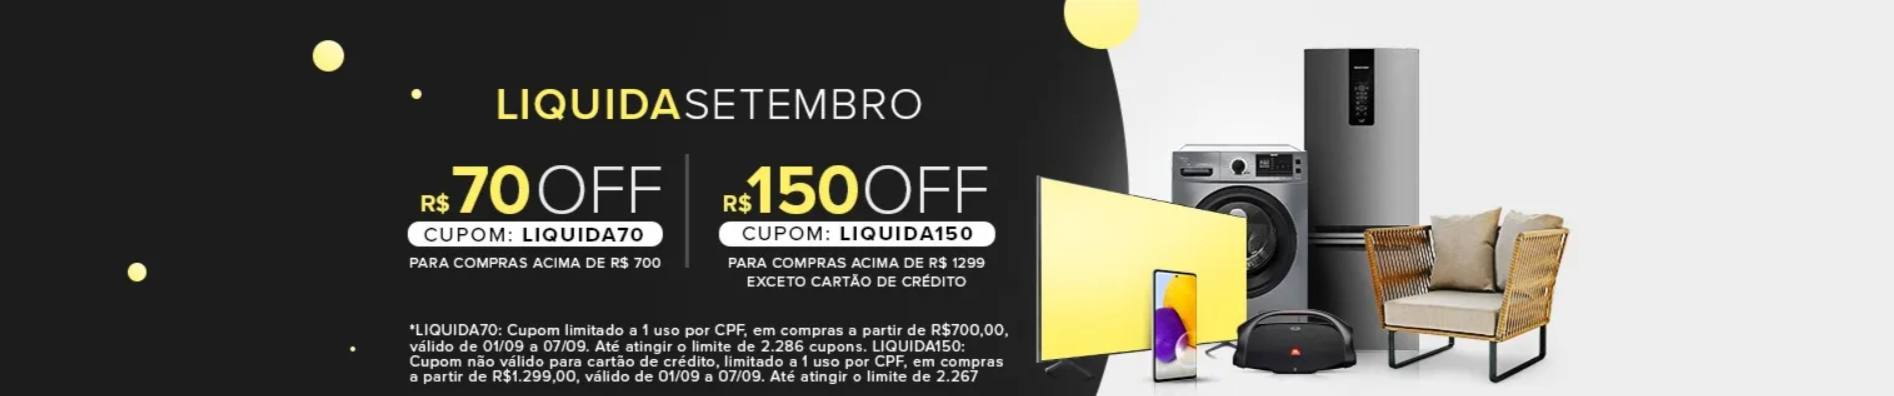 LIQUIDASETEMBRO
R$70OFF
CUPOM: LIQUIDA70
PARA COMPRAS ACIMA DE R$ 700
R$150OFF
CUPOM: LIQUIDA150
PARA COMPRAS ACIMA DE R$ 1299
EXCETO CARTÃO DE CRÉDITO
*LIQUIDA70: Cupom limitado a 1 uso por CPF, em compras a partir de R$700,00,
válido de 01/09 a 07/09. Até atingir o limite de 2.286 cupons. LIQUIDA150:
Cupom não válido para cartão de crédito, limitado a 1 uso por CPF, em compras
a partir de R$1.299,00, válido de 01/09 a 07/09. Até atingir o limite de 2.267